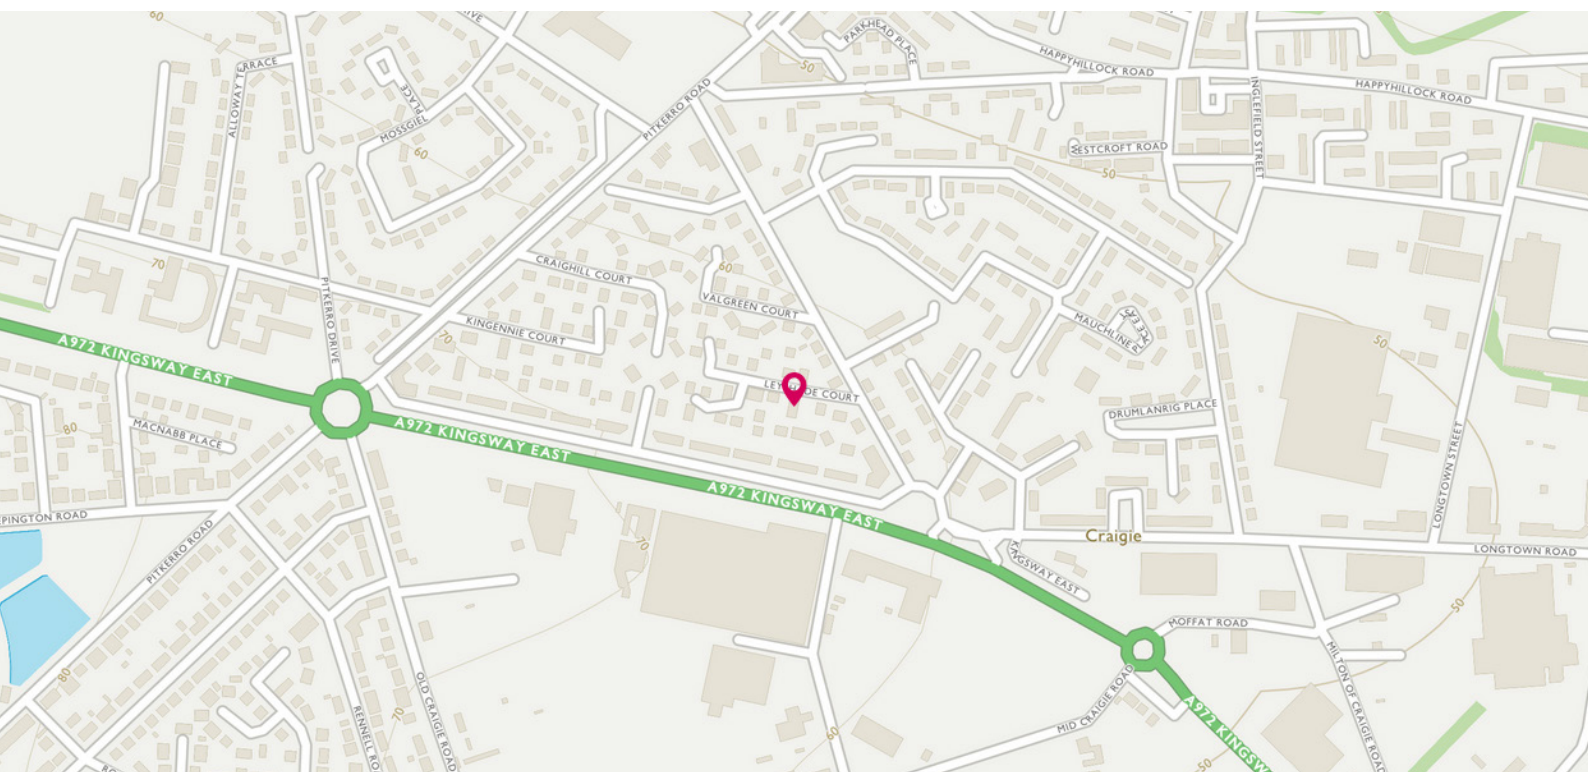 60
PARKHEAD PLACE
50
HAPPYHILLOCK ROAD
ALLOWAY TERRACE
MOSSGIEL PLACE
PITKERRO ROAD
HAPPYHILLOCK ROAD
INGLEFIELD STREET
60
WESTCROFT ROAD
50
70
CRAIGHILL COURT
60
VALGREEN COURT
PITKERRO DRIVE
KINGENNIE COURT
70
MAUCHLINE PLACE
50
A972 KINGSWAY EAST
COURT
DRUMLANRIG PLACE
80
MACNABB PLACE
A972 KINGSWAY EAST
LONGTOWN STREET
A972 KINGSWAY EAST
PINGTON ROAD
PITKERRO ROAD
70
Craigie
KINGSWAY EAST
LONGTOWN ROAD
50
MOFFAT ROAD
80
OLD CRAIGIE ROAD
70
RENNELL RO
60
MID CRAIGIE ROAD
MILTON OF CRAIGIE ROAD
A972 KINGSW
50